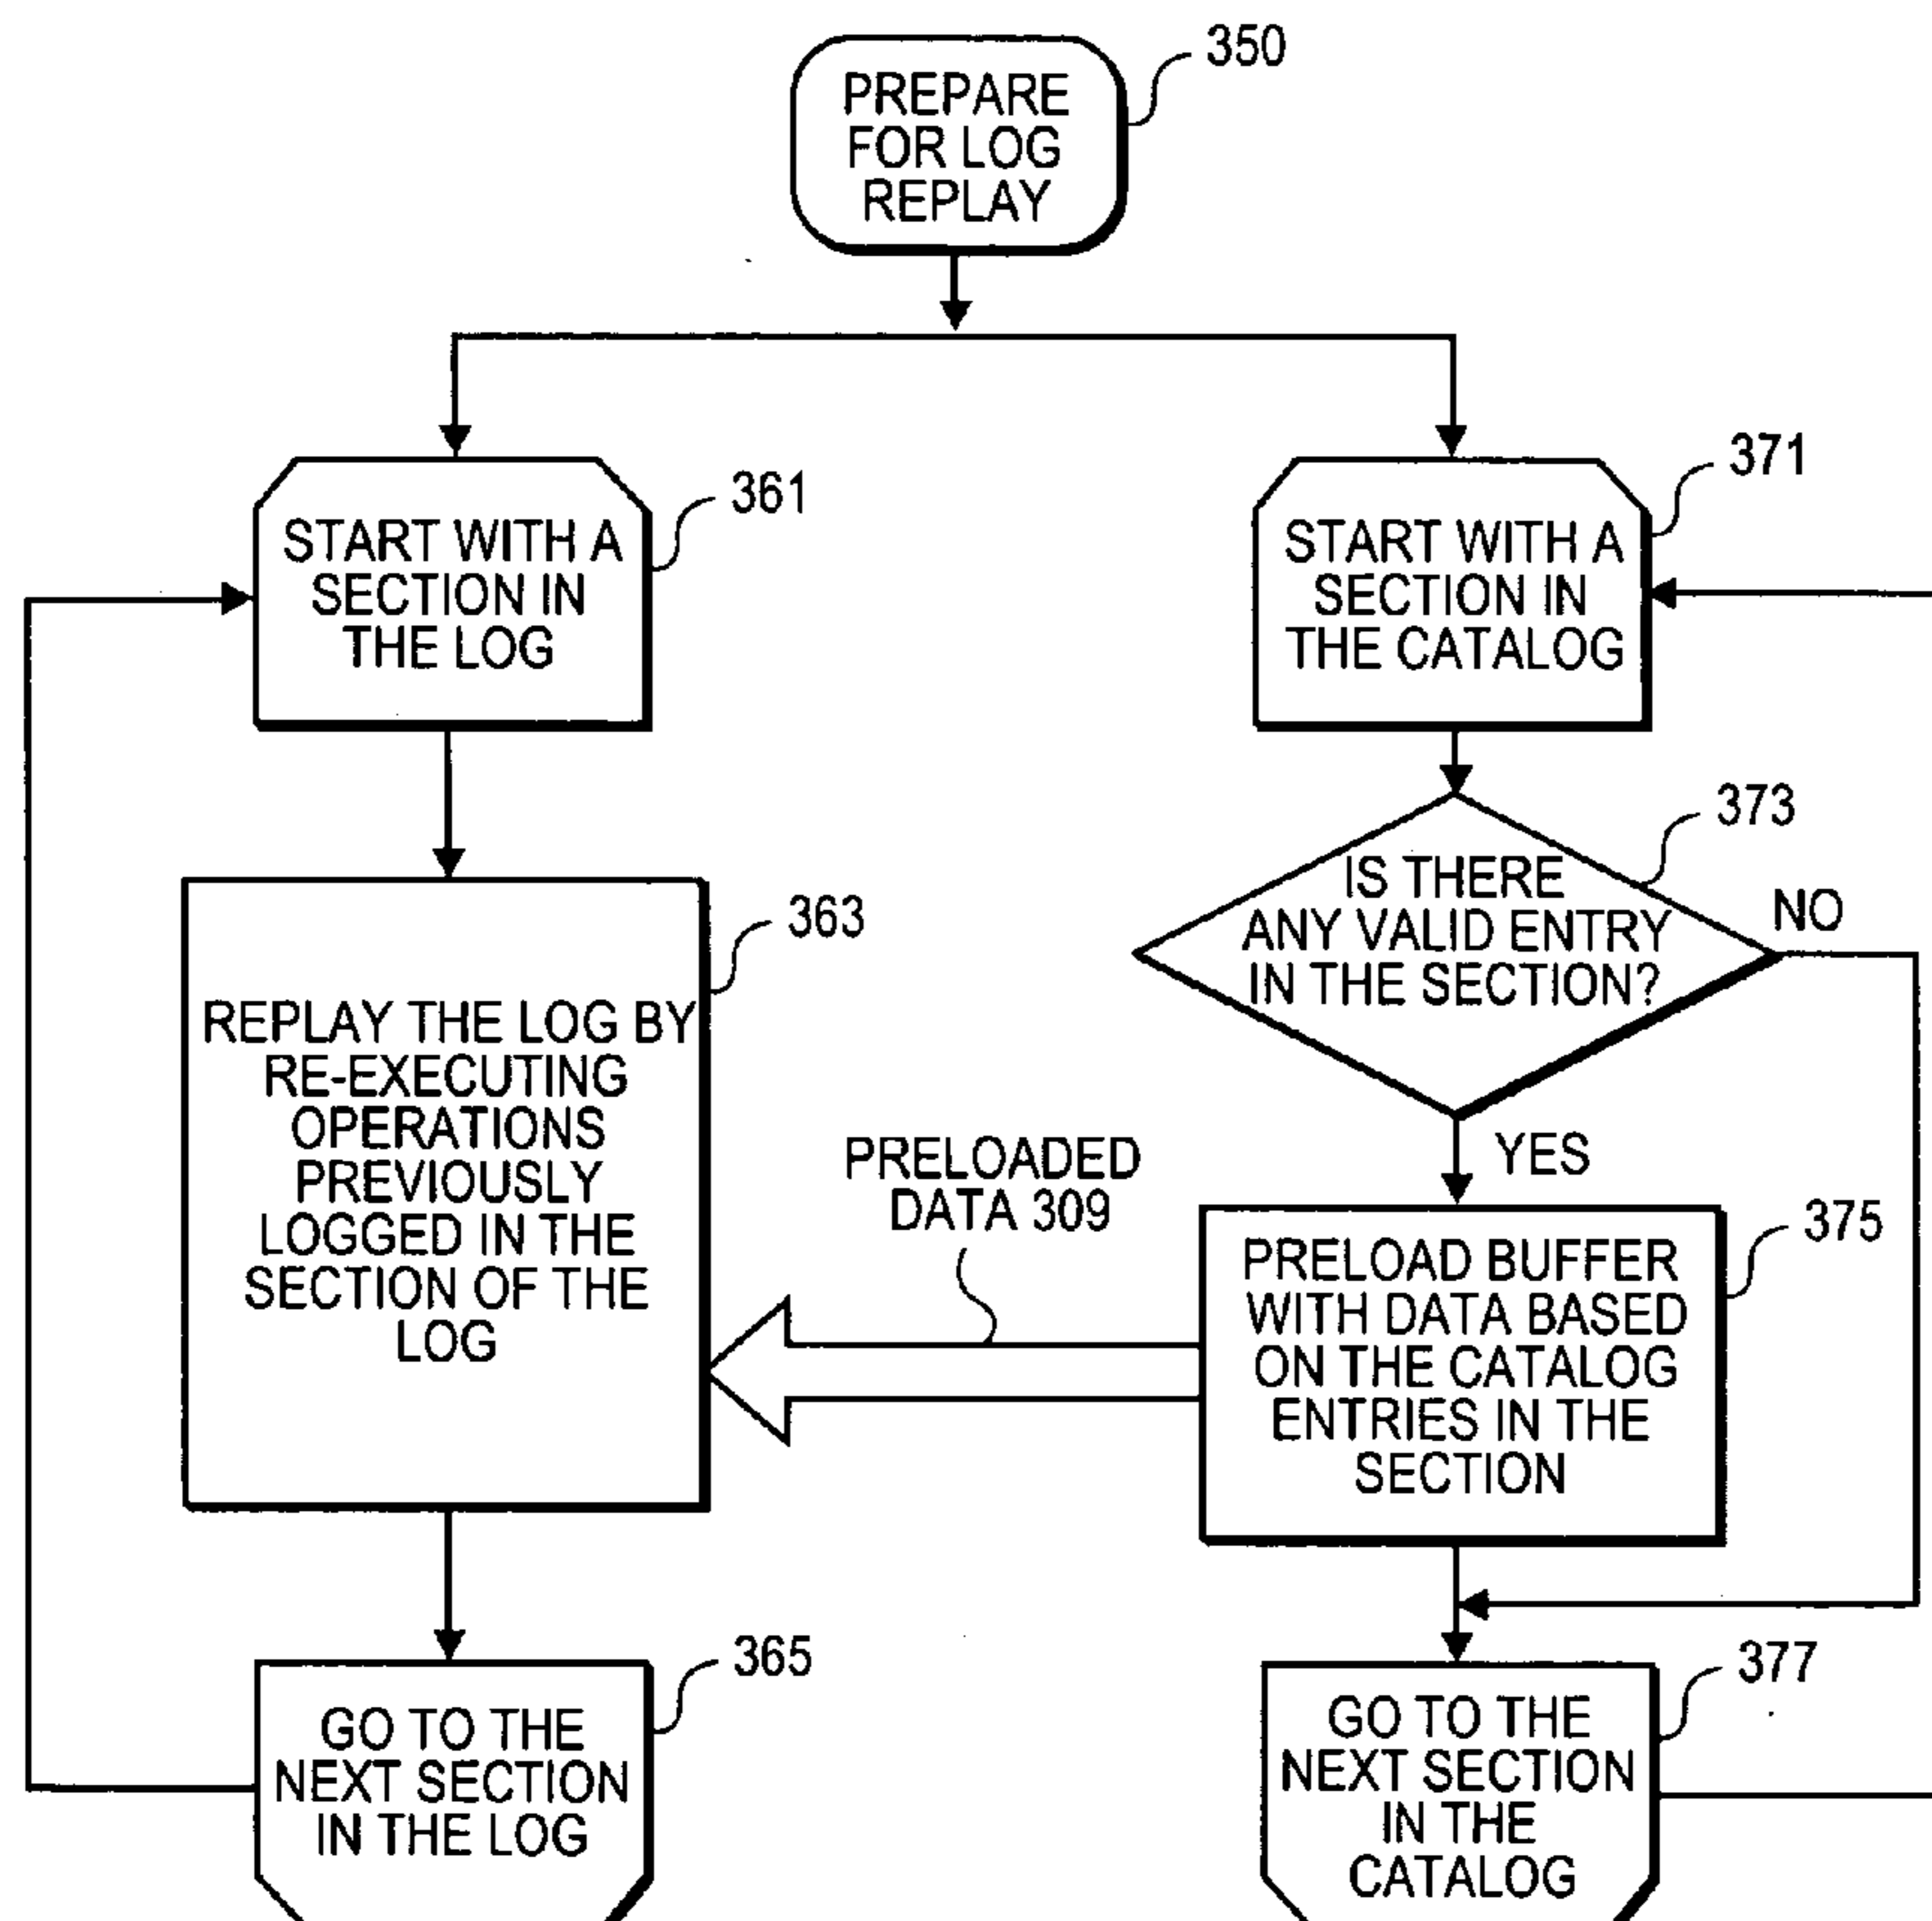 350
PREPARE
FOR LOG
REPLAY
361
START WITH A
SECTION IN
THE LOG
371
START WITH A
SECTION IN
THE CATALOG
373
IS THERE
ANY VALID ENTRY
IN THE SECTION?
NO
YES
363
REPLAY THE LOG BY
RE-EXECUTING
OPERATIONS
PREVIOUSLY
LOGGED IN THE
SECTION OF THE
LOG
PRELOADED
DATA 309
375
PRELOAD BUFFER
WITH DATA BASED
ON THE CATALOG
ENTRIES IN THE
SECTION
365
GO TO THE
NEXT SECTION
IN THE LOG
377
GO TO THE
NEXT SECTION
IN THE
CATALOG